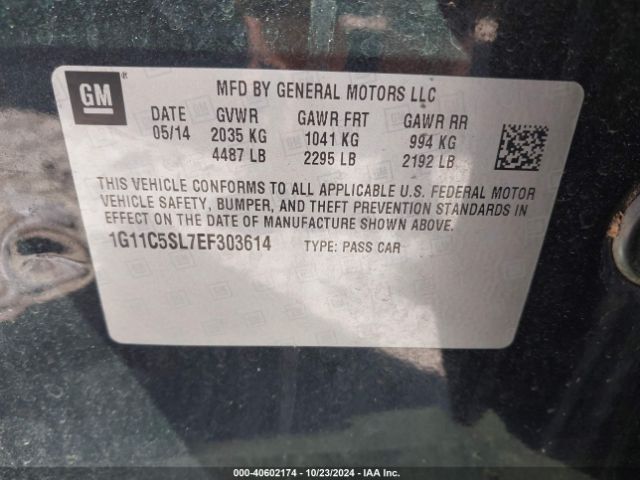 GM
MFD BY GENERAL MOTORS LLC
DATE GVWR GAWR FRT GAWR RR
05/14 2035 KG 1041 KG 994 KG
4487 LB 2295 LB 2192 LB
THIS VEHICLE CONFORMS TO ALL APPLICABLE U.S. FEDERAL MOTOR
VEHICLE SAFETY, BUMPER, AND THEFT PREVENTION STANDARDS IN
EFFECT ON THE DATE OF MANUFACTURE SHOWN ABOVE.
1G11C5SL7EF303614 TYPE: PASS CAR
000-40602174 - 10/23/2024 - IAA Inc.